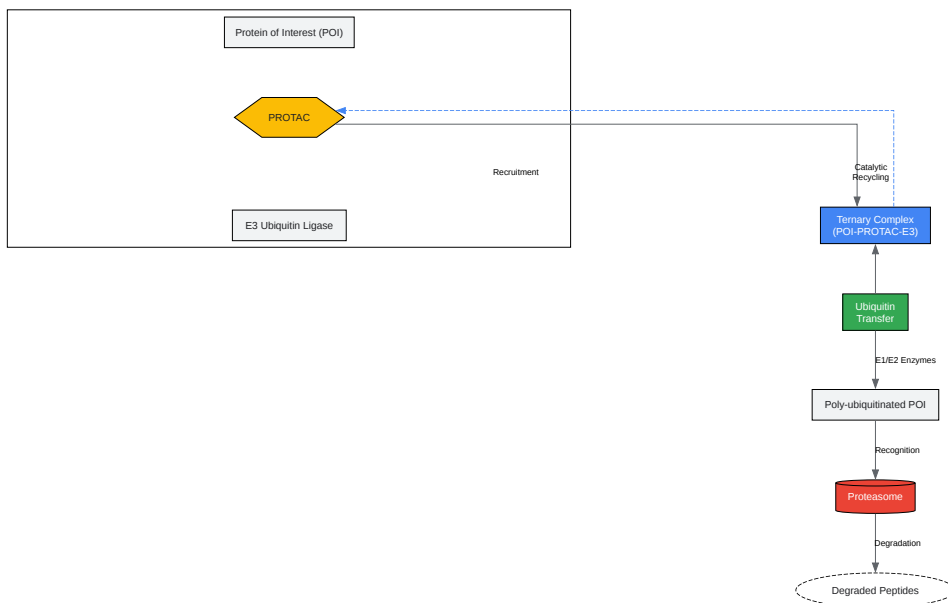 Protein of Interest (POI)
PROTAC
Recruitment
Catalytic
Recycling
E3 Ubiquitin Ligase
Ternary Complex
(POI-PROTAC-E3)
Ubiquitin
Transfer
E1/E2 Enzymes
Poly-ubiquitinated POI
Recognition
Proteasome
Degradation
Degraded Peptides